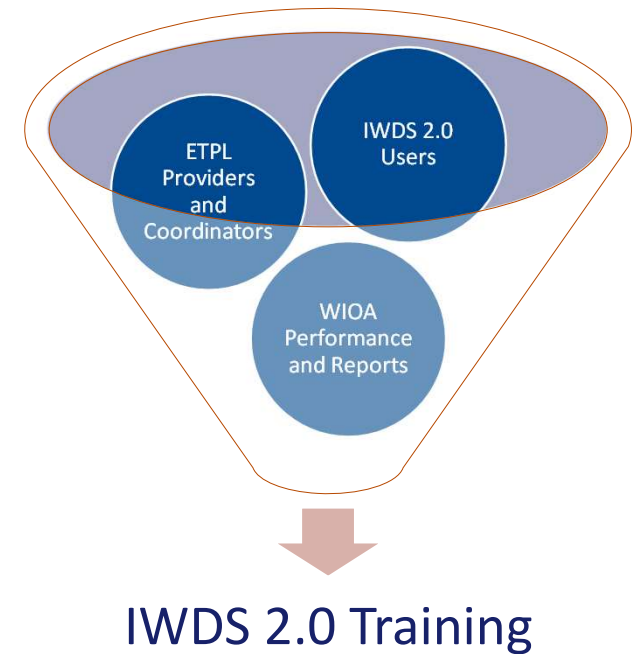 IWDS 2.0
Users
ETPL
Providers
and
Coordinators
WIOA
Performance
and Reports
IWDS 2.0 Training